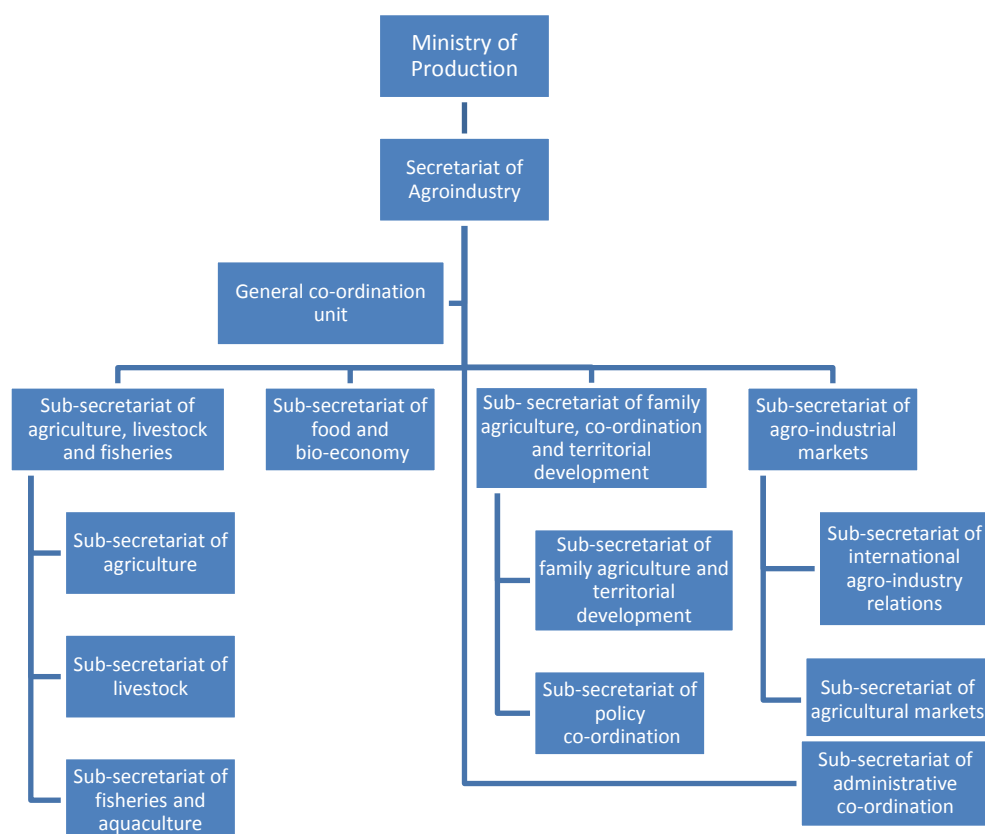 Ministry of
Production
Secretariat of
Agroindustry
General co-ordination
unit
Sub-secretariat of
agriculture, livestock
and fisheries
Sub-secretariat of
food and
bio-economy
Sub- secretariat of family
agriculture, co-ordination
and territorial
development
Sub-secretariat of
agro-industrial
markets
Sub-secretariat of
agriculture
Sub-secretariat of
livestock
Sub-secretariat of
fisheries and
aquaculture
Sub-secretariat of
family agriculture and
territorial
development
Sub-secretariat of
policy
co-ordination
Sub-secretariat of
international
agro-industry
relations
Sub-secretariat of
agricultural markets
Sub-secretariat of
administrative
co-ordination